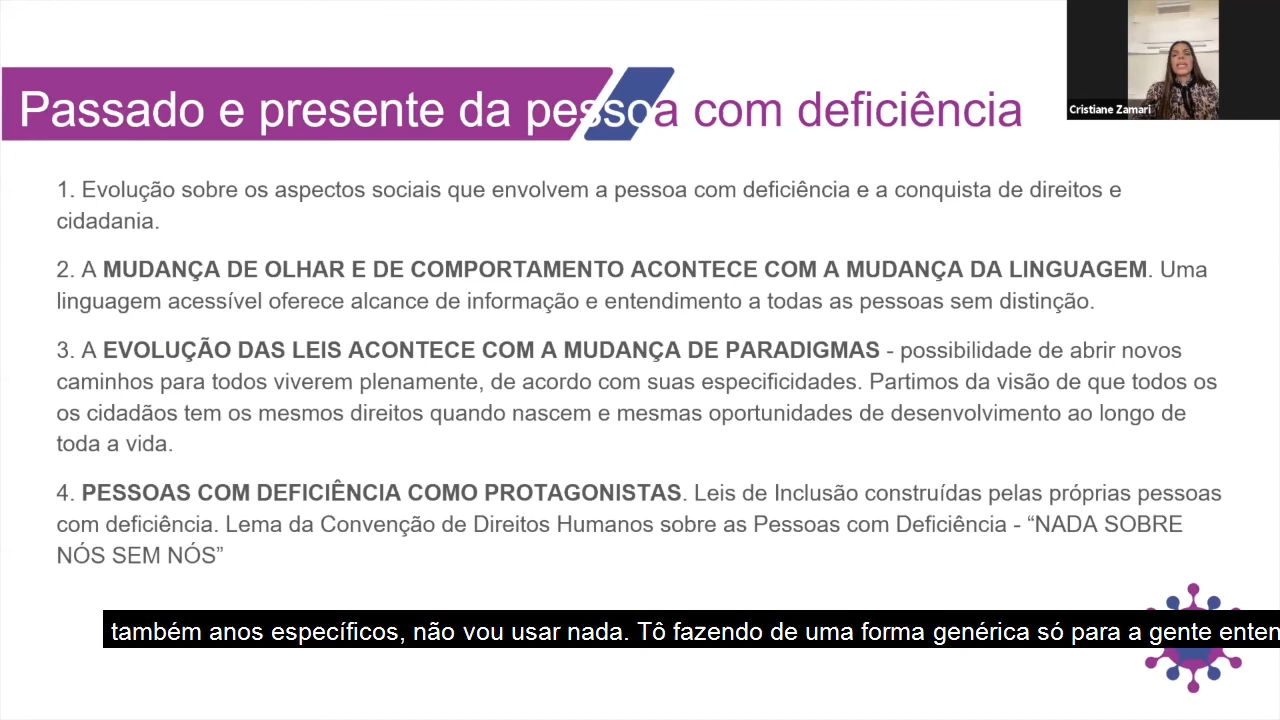 Passado e presente da pessoa com deficiência
Cristiane Zamari
1. Evolução sobre os aspectos sociais que envolvem a pessoa com deficiência e a conquista de direitos e
cidadania.
2. A MUDANÇA DE OLHAR E DE COMPORTAMENTO ACONTECE COM A MUDANÇA DA LINGUAGEM. Uma
linguagem acessível oferece alcance de informação e entendimento a todas as pessoas sem distinção.
3. A EVOLUÇÃO DAS LEIS ACONTECE COM A MUDANÇA DE PARADIGMAS - possibilidade de abrir novos
caminhos para todos viverem plenamente, de acordo com suas especificidades. Partimos da visão de que todos os
os cidadãos tem os mesmos direitos quando nascem e mesmas oportunidades de desenvolvimento ao longo de
toda a vida.
4. PESSOAS COM DEFICIÊNCIA COMO PROTAGONISTAS. Leis de Inclusão construídas pelas próprias pessoas
com deficiência. Lema da Convenção de Direitos Humanos sobre as Pessoas com Deficiência - “NADA SOBRE
NÓS SEM NÓS”
também anos específicos, não vou usar nada. Tô fazendo de uma forma genérica só para a gente enten